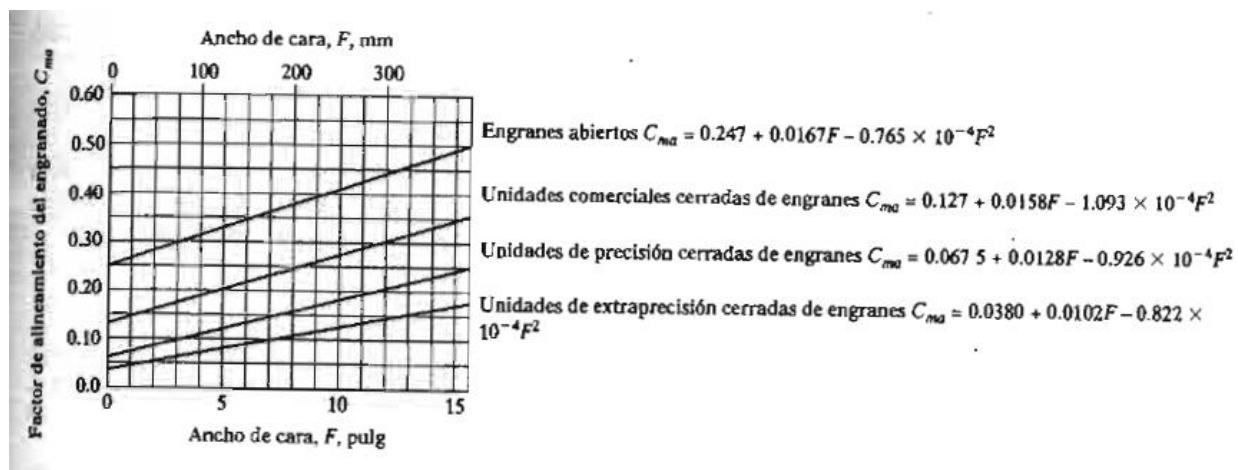 Ancho de cara, F, mm
0 100 200 300
Factor de alineamiento del engranado, Cma
0.60
0.50
0.40
0.30
0.20
0.10
0.0
0 5 10 15
Ancho de cara, F, pulg
Engranes abiertos Cma = 0.247 + 0.0167F – 0.765 × 10⁻⁴F²
Unidades comerciales cerradas de engranes Cma = 0.127 + 0.0158F – 1.093 × 10⁻⁴F²
Unidades de precisión cerradas de engranes Cma = 0.067 5 + 0.0128F – 0.926 × 10⁻⁴F²
Unidades de extraprecisión cerradas de engranes Cma = 0.0380 + 0.0102F – 0.822 ×
10⁻⁴F²